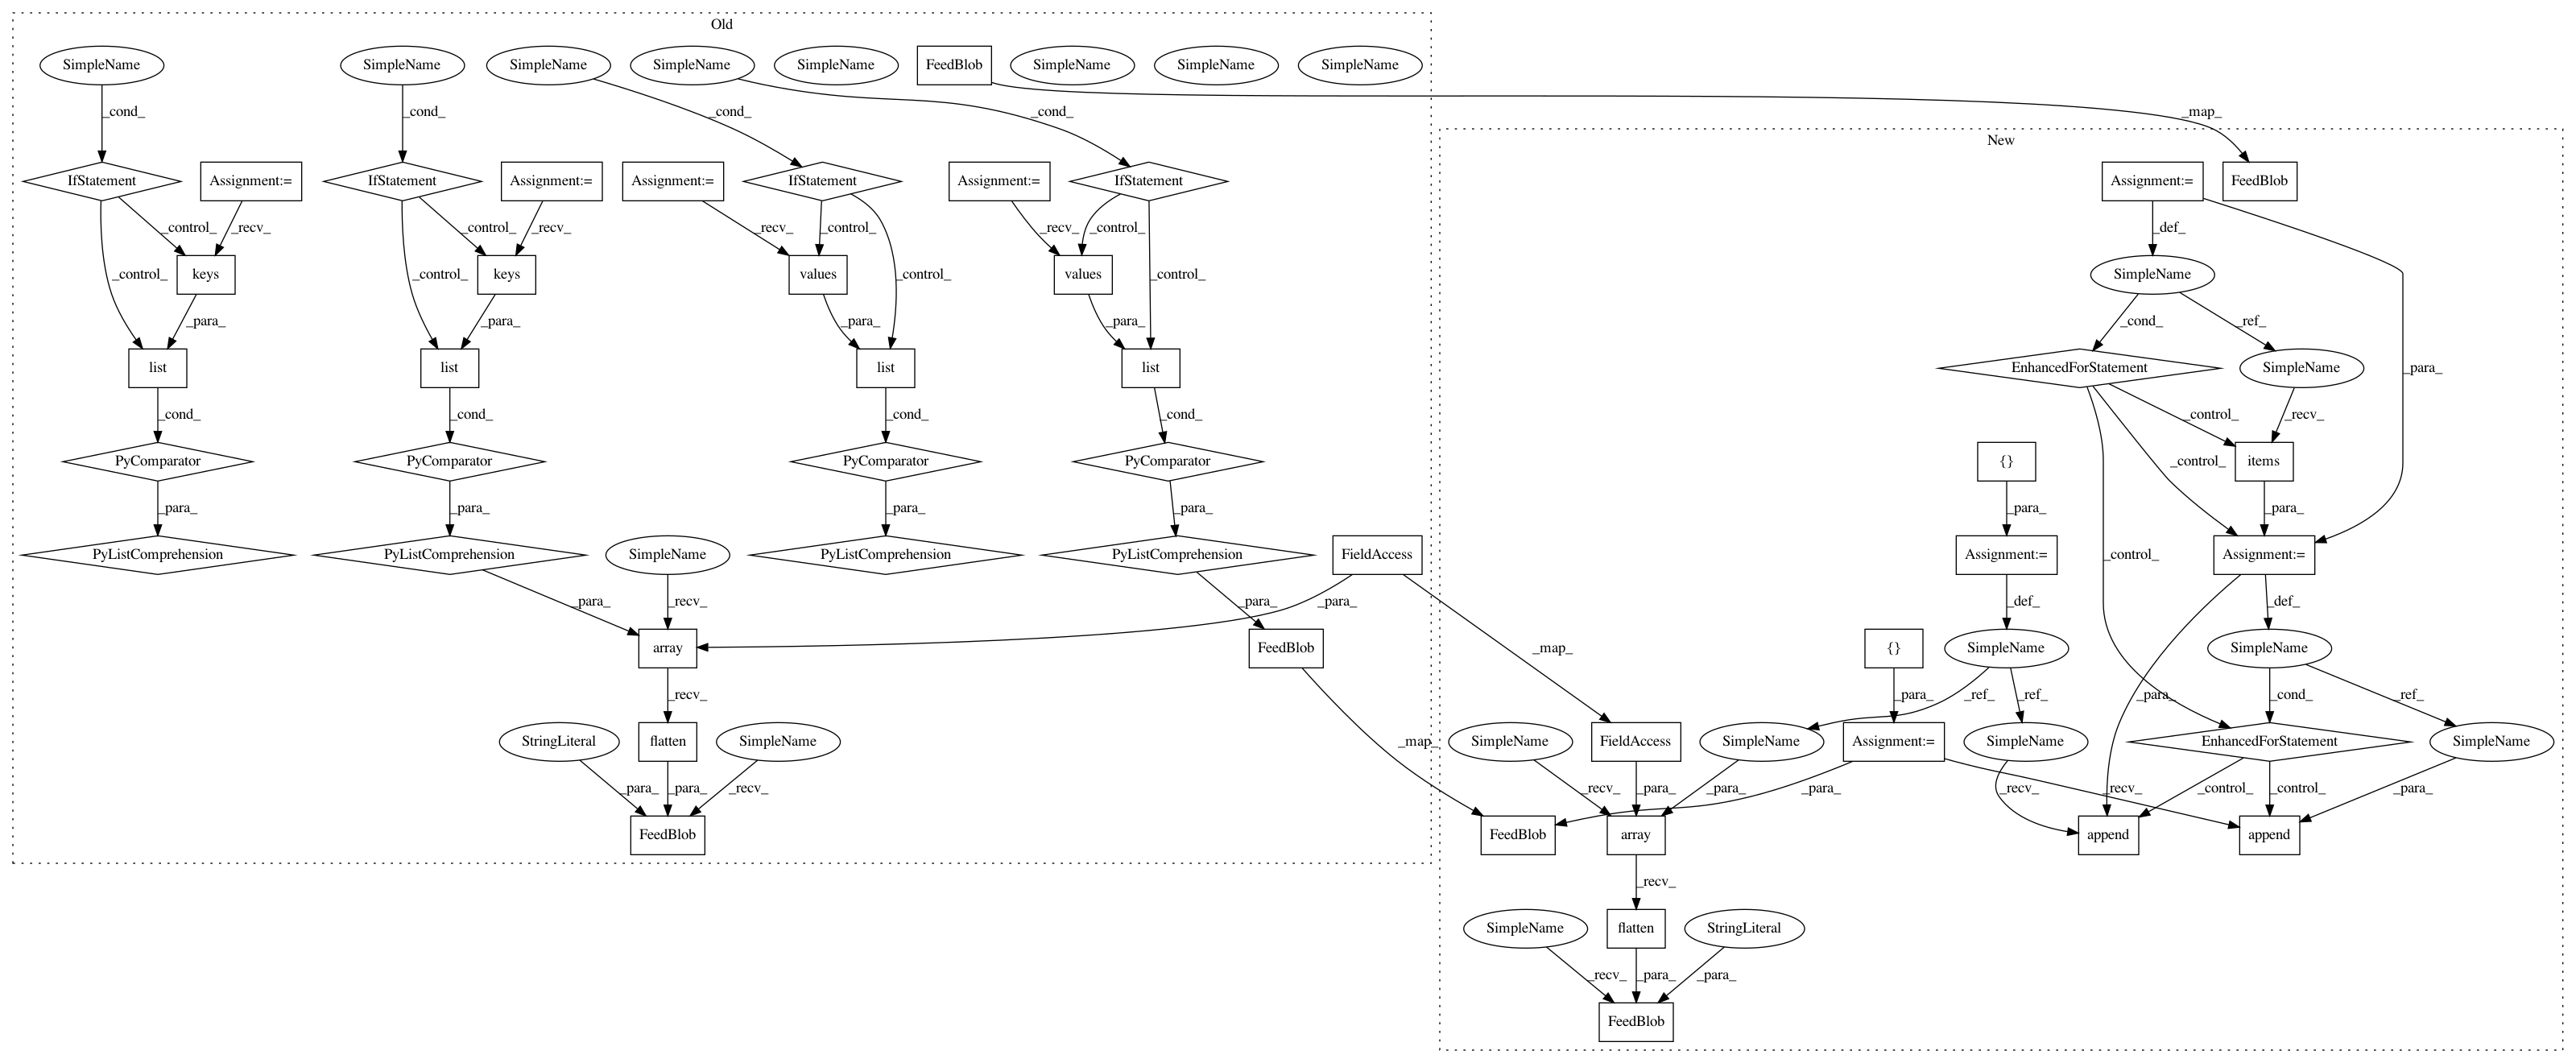 Old
SimpleName SimpleName SimpleName SimpleName SimpleName FeedBlob SimpleName SimpleName SimpleName
_cond_ _cond_ _cond_ _cond_ _map_
New
IfStatement Assignment:= IfStatement Assignment:= Assignment:= IfStatement Assignment:= IfStatement Assignment:= FeedBlob
_control_ _recv_ _control_ _recv_ _recv_ _control_ _recv_ _control_ _def_
_control_ keys _control_ keys values _control_ values _control_ SimpleName
_para_ _para_ _para_ _para_ _cond_ _ref_
list list list list EnhancedForStatement SimpleName _para_
_cond_ _cond_ _cond_ _cond_ _control_ _recv_
PyComparator PyComparator PyComparator PyComparator {} _control_ items
_para_ _para_ _para_ _para_ _para_ _para_
PyListComprehension PyListComprehension SimpleName PyListComprehension PyListComprehension FieldAccess Assignment:= _control_ Assignment:=
_para_ _recv_ _para_ _para_ _def_ _def_
array FeedBlob _map_ {} SimpleName SimpleName
_recv_ _para_ _ref_ _ref_ _para_ _cond_ _ref_
StringLiteral flatten SimpleName _map_ SimpleName FieldAccess SimpleName Assignment:= SimpleName EnhancedForStatement SimpleName
_para_ _para_ _recv_ _recv_ _para_ _para_ _para_ _recv_ _recv_ _control_ _control_ _para_
FeedBlob FeedBlob array append append
_recv_
SimpleName flatten StringLiteral
_recv_ _para_ _para_
FeedBlob